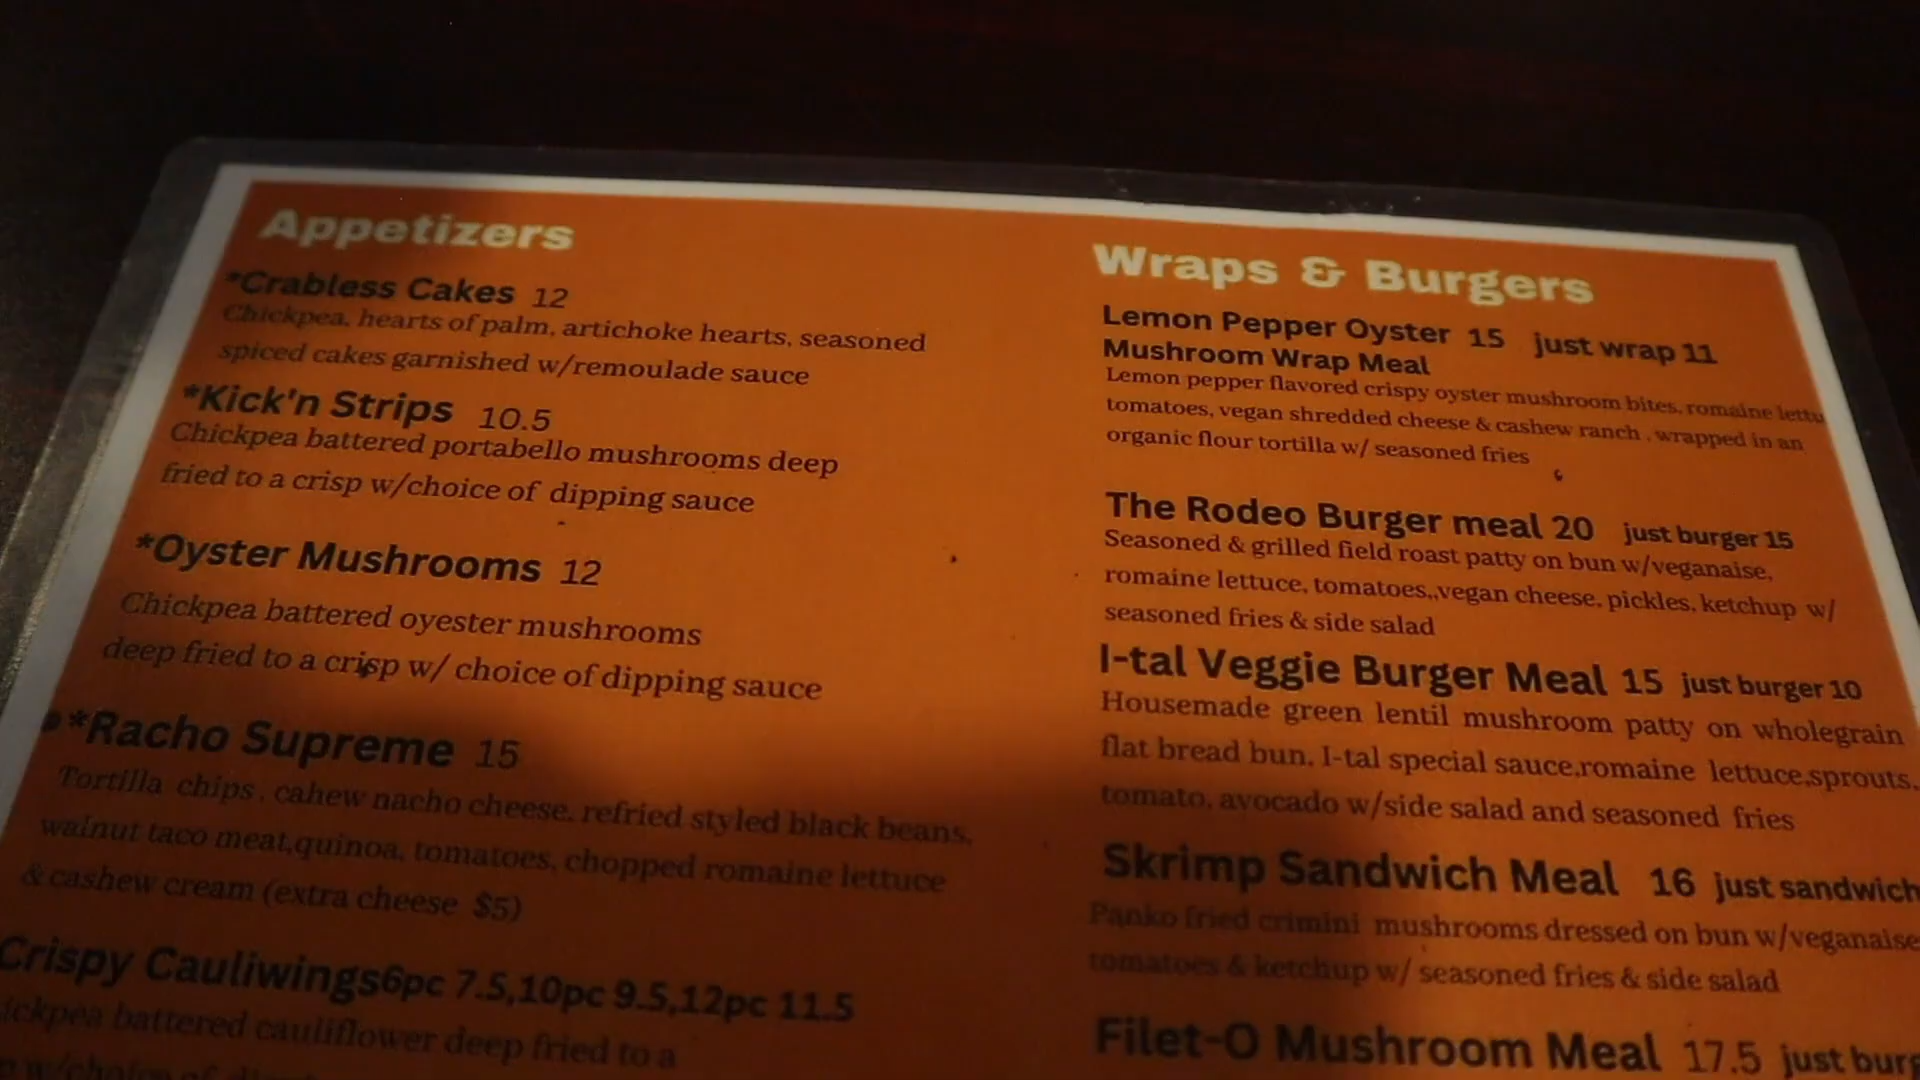 Appetizers
*Crabless Cakes 12
Chickpea, hearts of palm, artichoke hearts, seasoned
spiced cakes garnished w/remoulade sauce
*Kick'n Strips 10.5
Chickpea battered portabello mushrooms deep
fried to a crisp w/choice of dipping sauce
*Oyster Mushrooms 12
Chickpea battered oyester mushrooms
deep fried to a crisp w/ choice of dipping sauce
*Racho Supreme 15
Tortilla chips, cahew nacho cheese, refried styled black beans,
walnut taco meat,quinoa, tomatoes, chopped romaine lettuce
& cashew cream (extra cheese $5)
Crispy Cauliwings6pc 7.5,10pc 9.5,12pc 11.5
battered cauliflower deep fried to a
Wraps & Burgers
Lemon Pepper Oyster 15 just wrap 11
Mushroom Wrap Meal
Lemon pepper flavored crispy oyster mushroom bites, romaine lettu
tomatoes, vegan shredded cheese & cashew ranch , wrapped in an
organic flour tortilla w/ seasoned fries
The Rodeo Burger meal 20 just burger 15
Seasoned & grilled field roast patty on bun w/veganaise,
romaine lettuce, tomatoes,,vegan cheese, pickles, ketchup w/
seasoned fries & side salad
I-tal Veggie Burger Meal 15 just burger 10
Housemade green lentil mushroom patty on wholegrain
flat bread bun, I-tal special sauce,romaine lettuce,sprouts,
tomato, avocado w/side salad and seasoned fries
Skrimp Sandwich Meal 16 just sandwich
Panko fried crimini mushrooms dressed on bun w/veganaise
tomatoes & ketchup w/ seasoned fries & side salad
Filet-O Mushroom Meal 17.5 just burg